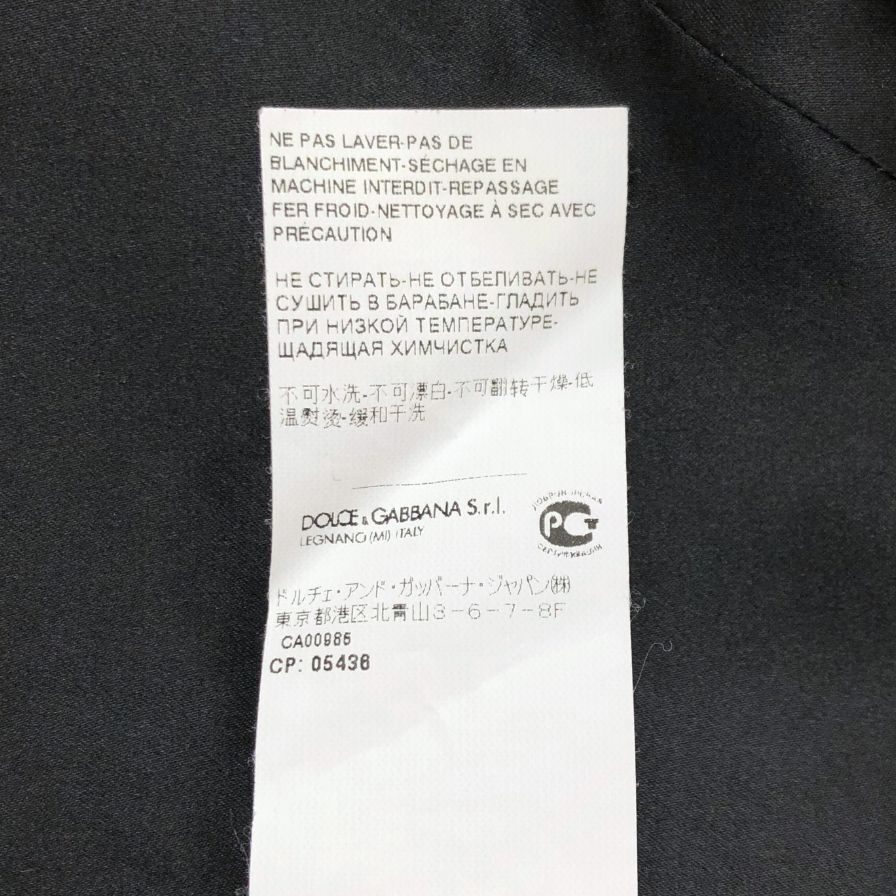 NE PAS LAVER-PAS DE
BLANCHIMENT-SÉCHAGE EN
MACHINE INTERDIT-REPASSAGE
FER FROID-NETTOYAGE À SEC AVEC
PRÉCAUTION
НЕ СТИРАТЬ-НЕ ОТБЕЛИВАТЬ-НЕ
СУШИТЬ В БАРАБАНЕ-ГЛАДИТЬ
ПРИ НИЗКОЙ ТЕМПЕРАТУРЕ-
ЩАДЯЩАЯ ХИМЧИСТКА
不可水洗-不可漂白-不可翻转干燥-低
温熨烫-缓和干洗
DOLCE & GABBANA S.r.l.
LEGNANO (MI) ITALY
ДОБРОВОЛЬНАЯ
РСТ
СЕРТИФИКАЦИЯ
ドルチェ・アンド・ガッバーナ・ジャパン(株)
東京都港区北青山3-6-7-8F
CA00985
CP: 05436